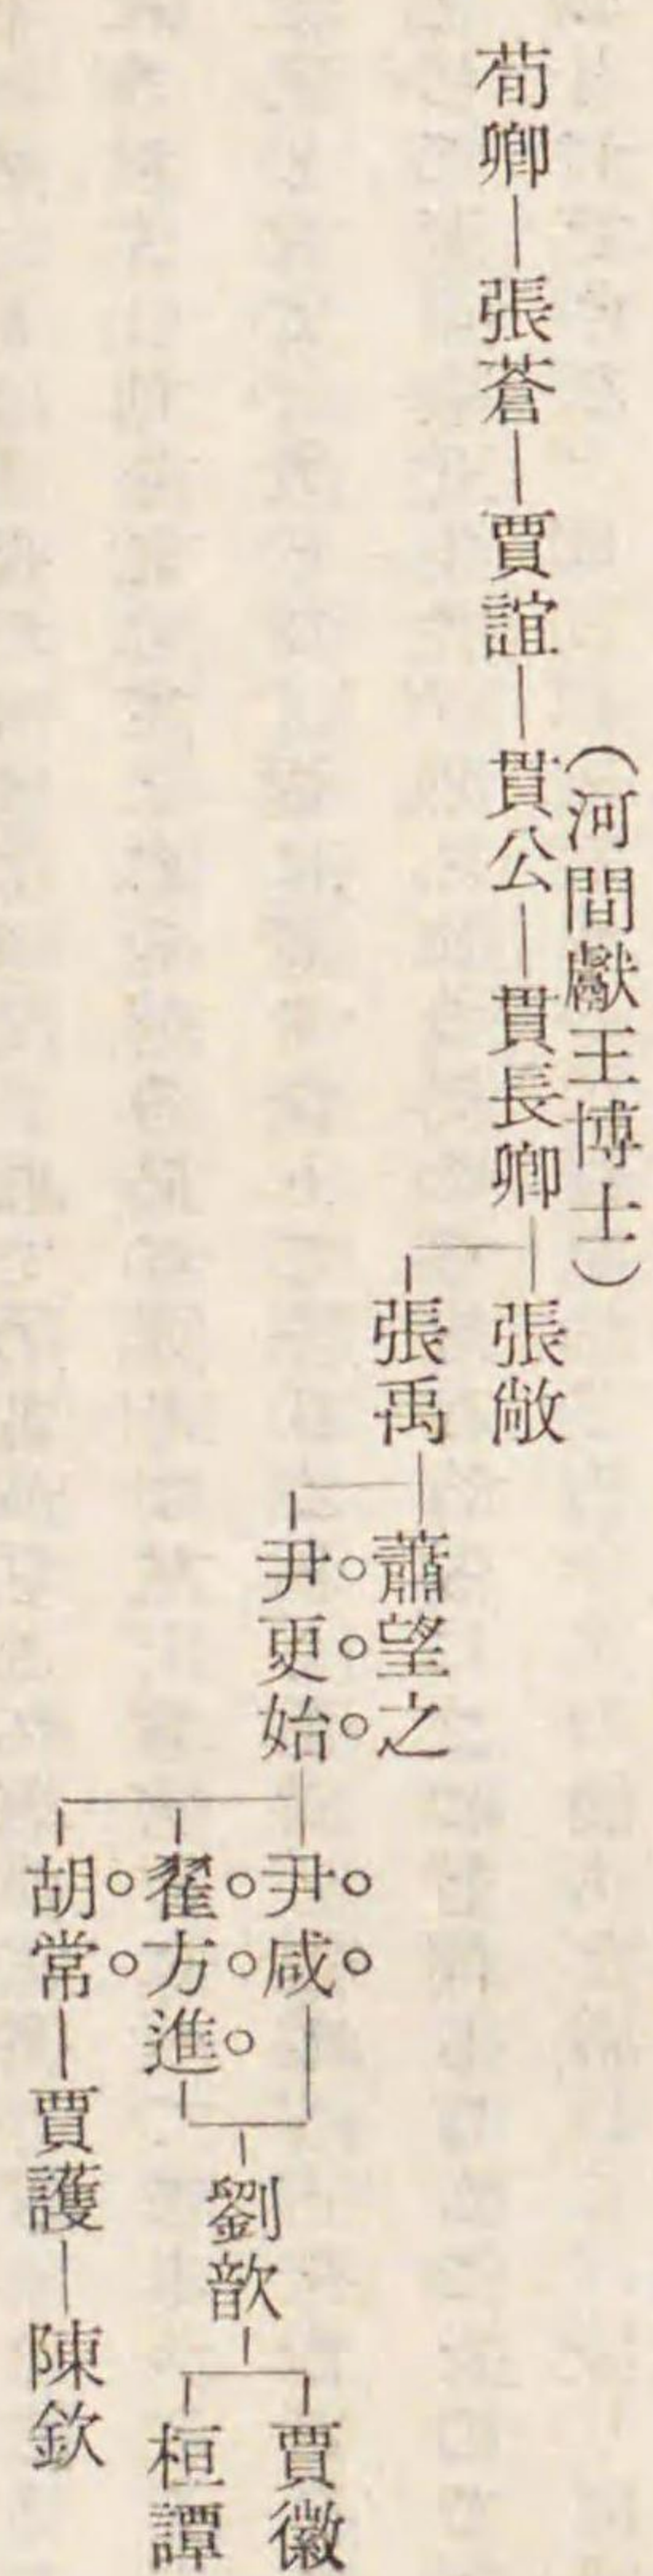 (河間獻王博士)
荀卿—張蒼—賈誼—貫公—貫長卿
張敞
張禹
蕭望之
尹更始
尹咸
翟方進
胡常—賈護—陳欽
劉歆
賈徽
桓譚